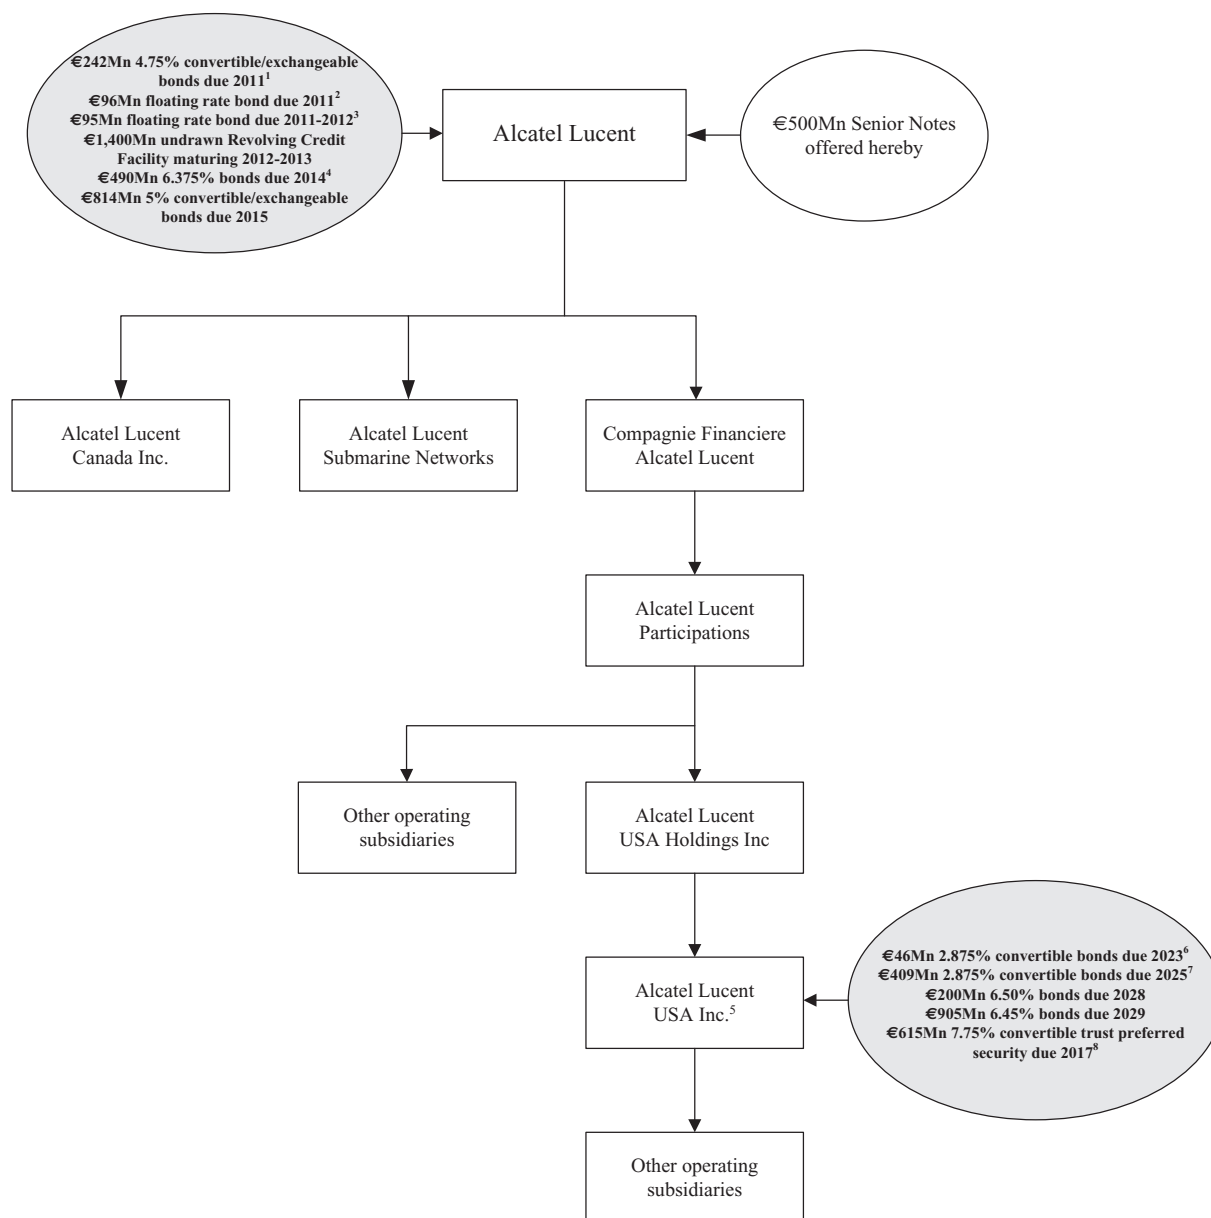 €242Mn 4.75% convertible/exchangeable
bonds due 2011¹
€96Mn floating rate bond due 2011²
€95Mn floating rate bond due 2011-2012³
€1,400Mn undrawn Revolving Credit
Facility maturing 2012-2013
€490Mn 6.375% bonds due 2014⁴
€814Mn 5% convertible/exchangeable
bonds due 2015
Alcatel Lucent
€500Mn Senior Notes
offered hereby
Alcatel Lucent
Canada Inc.
Alcatel Lucent
Submarine Networks
Compagnie Financiere
Alcatel Lucent
Alcatel Lucent
Participations
Other operating
subsidiaries
Alcatel Lucent
USA Holdings Inc
Alcatel Lucent
USA Inc.⁵
€46Mn 2.875% convertible bonds due 2023⁶
€409Mn 2.875% convertible bonds due 2025⁷
€200Mn 6.50% bonds due 2028
€905Mn 6.45% bonds due 2029
€615Mn 7.75% convertible trust preferred
security due 2017⁸
Other operating
subsidiaries